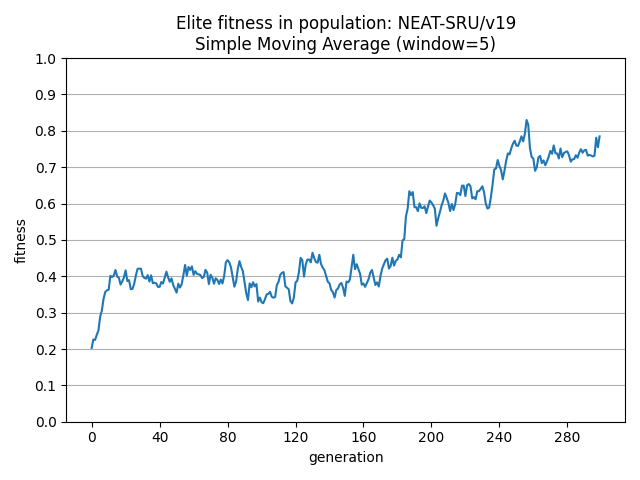 Elite fitness in population: NEAT-SRU/v19
Simple Moving Average (window=5)
1.0
0.9
0.8
0.7
0.6
0.5
0.4
0.3
0.2
0.1
0.0
fitness
0 40 80 120 160 200 240 280
generation